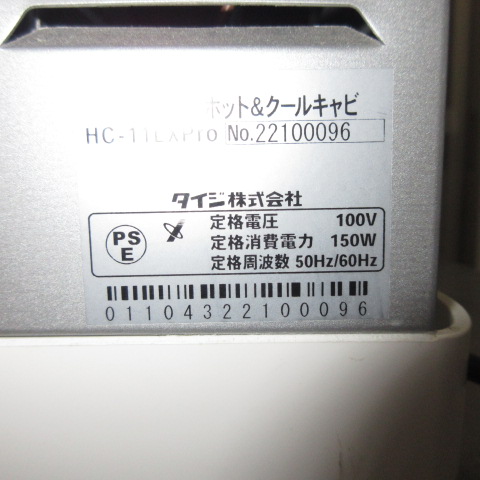 ホット&クールキャビ
HC-11LXPro No.22100096
タイジ株式会社
PS
E
定格電圧 100V
定格消費電力 150W
定格周波数 50Hz/60Hz
0110432210096